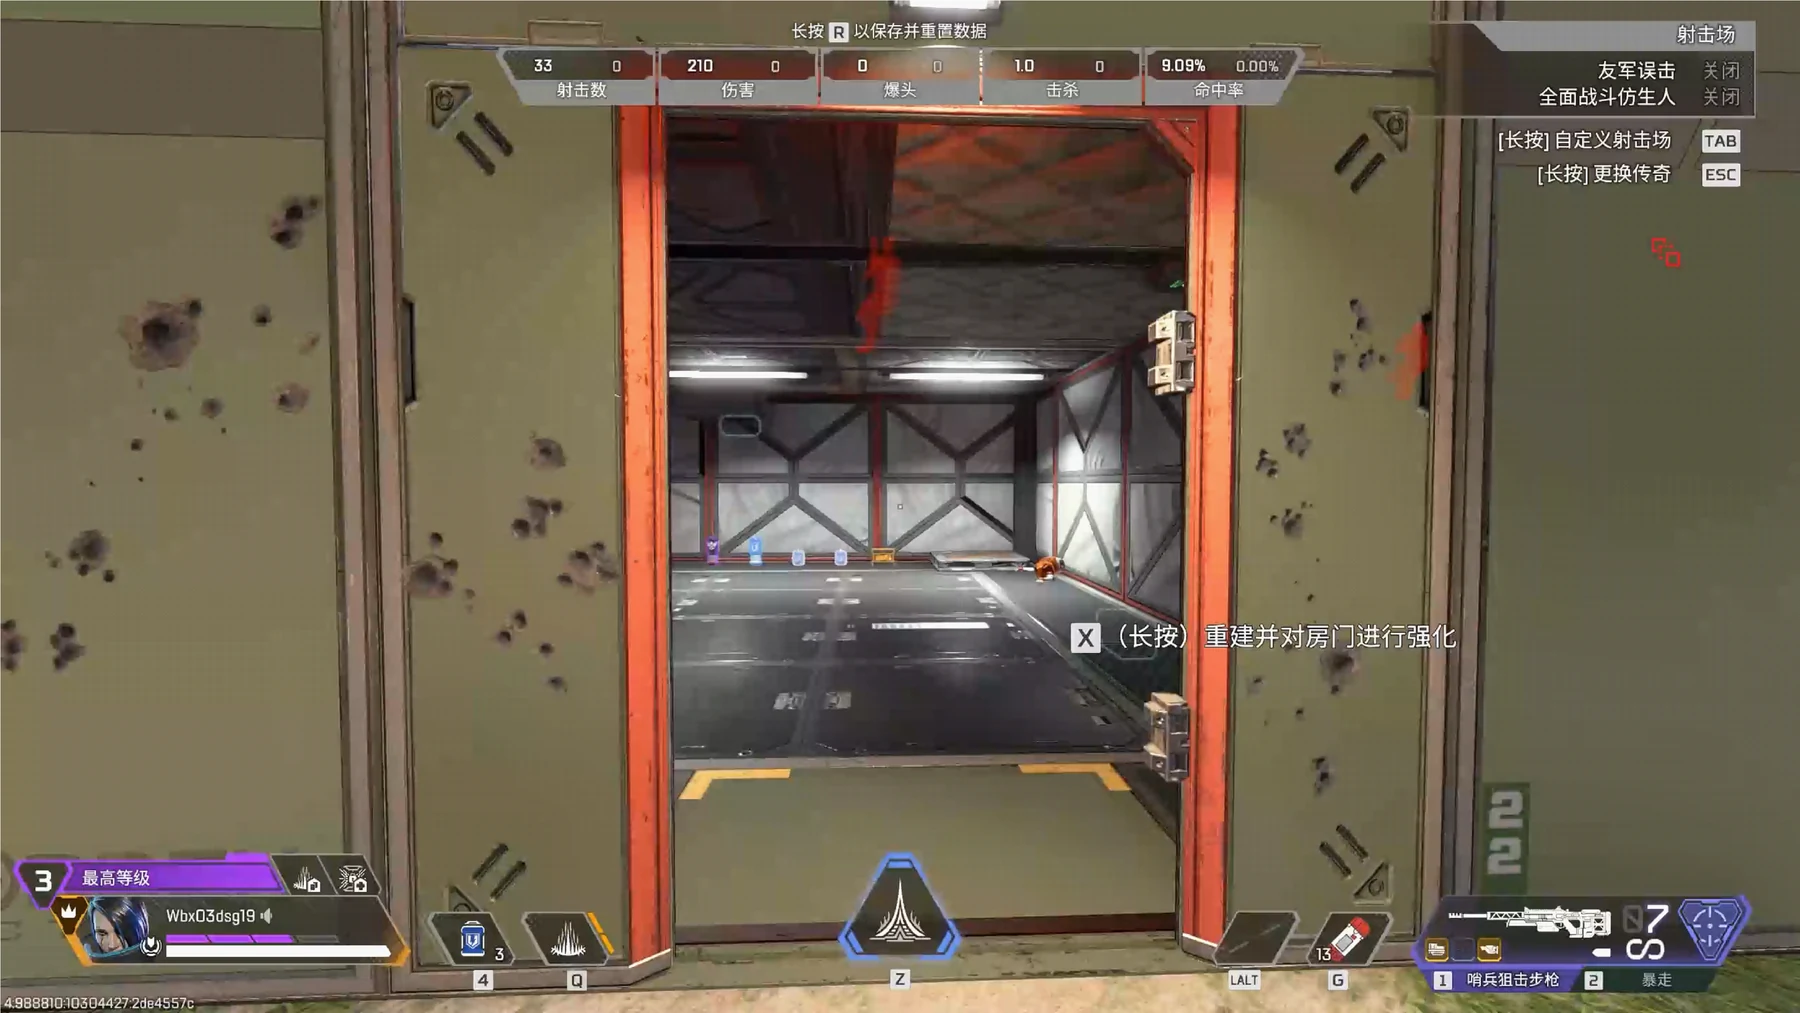 长按 R 以保存并重置数据
33 0 210 0 0 0 1.0 0 9.09% 0.00%
射击数 伤害 爆头 击杀 命中率
射击场
友军误击 关闭
全面战斗仿生人 关闭
[长按] 自定义射击场 TAB
[长按] 更换传奇 ESC
X （长按）重建并对房门进行强化
22
3 最高等级
Wbx03dsg19
3
4 Q Z LALT
13
G
07
∞
1 哨兵狙击步枪 2 暴走
4.988810:10304427:2de4557c